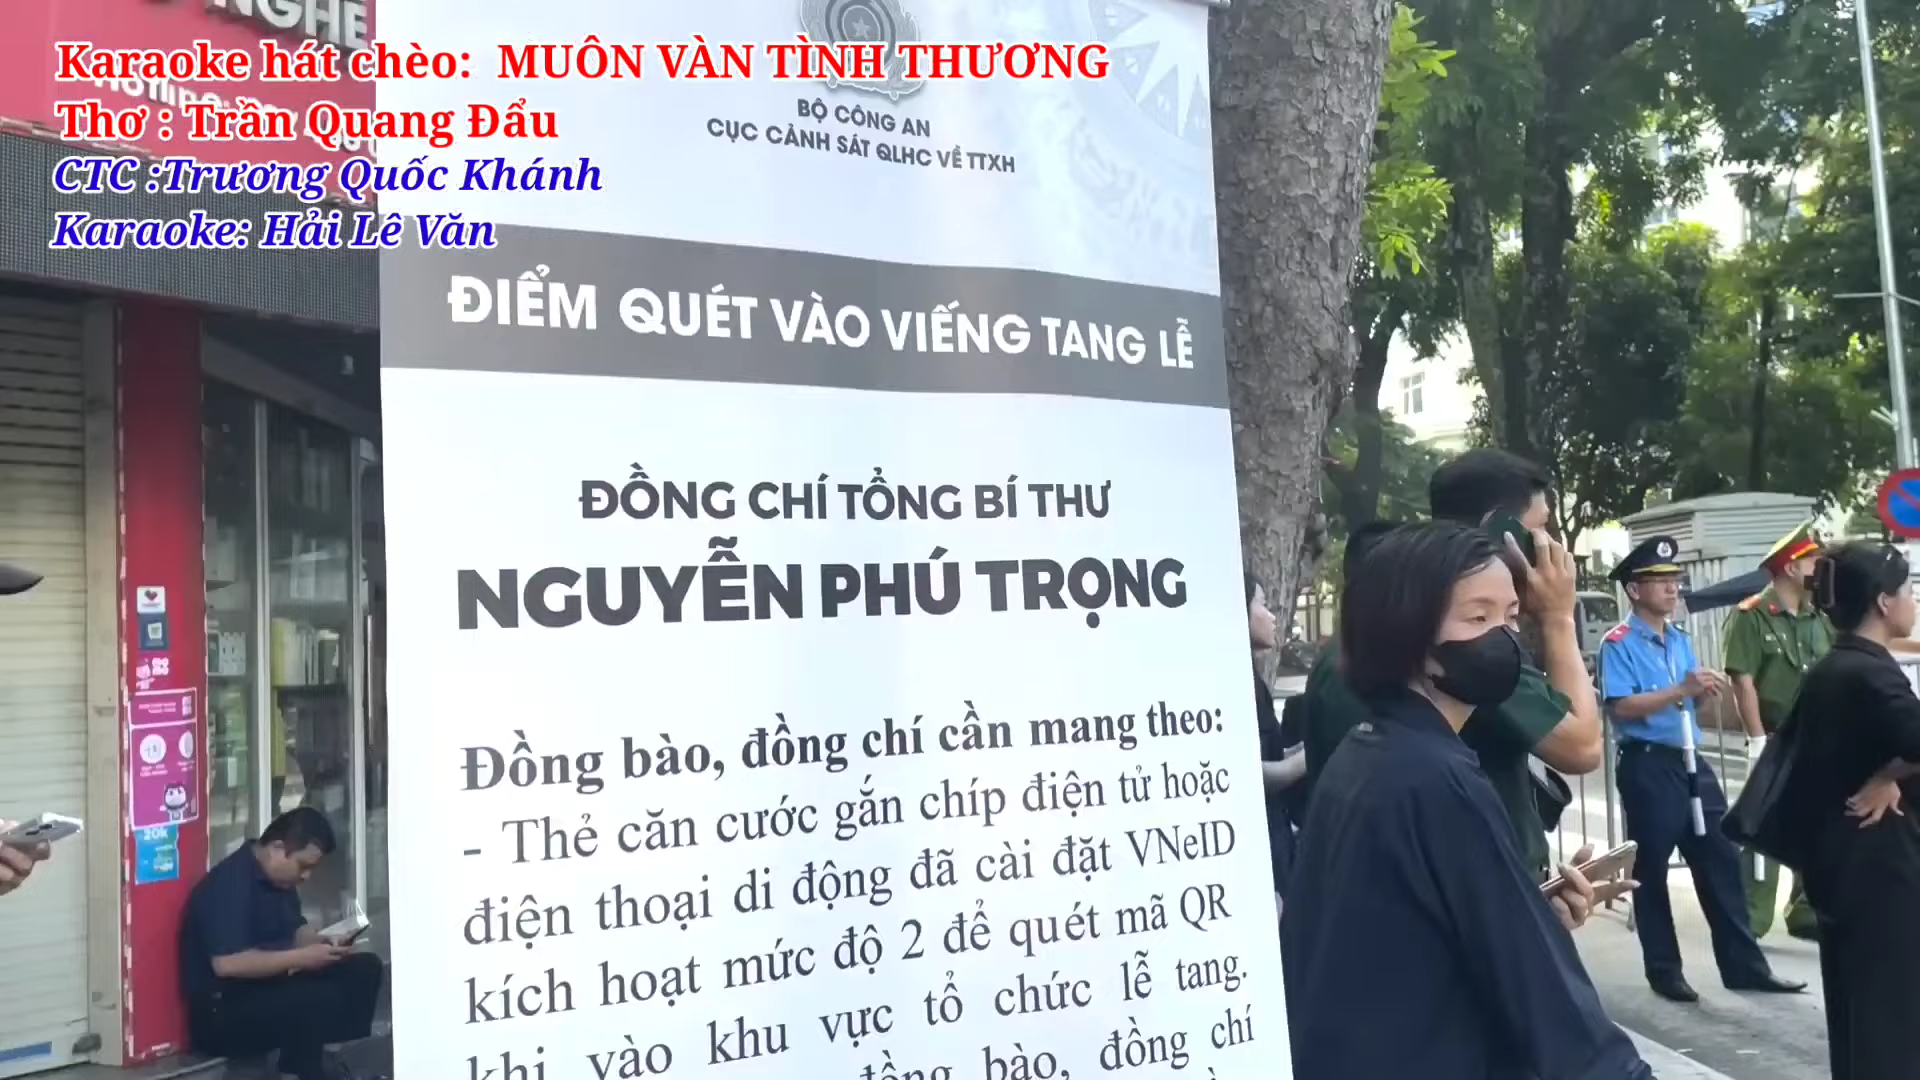 NGHỆ
Karaoke hát chèo: MUÔN VÀN TÌNH THƯƠNG
Thơ : Trần Quang Đẩu
CTC :Trương Quốc Khánh
Karaoke: Hải Lê Văn
BỘ CÔNG AN
CỤC CẢNH SÁT QLHC VỀ TTXH
ĐIỂM QUÉT VÀO VIẾNG TANG LỄ
ĐỒNG CHÍ TỔNG BÍ THƯ
NGUYỄN PHÚ TRỌNG
Đồng bào, đồng chí cần mang theo:
- Thẻ căn cước gắn chíp điện tử hoặc
điện thoại di động đã cài đặt VNeID
kích hoạt mức độ 2 để quét mã QR
khi vào khu vực tổ chức lễ tang.
đồng bào, đồng chí
20k